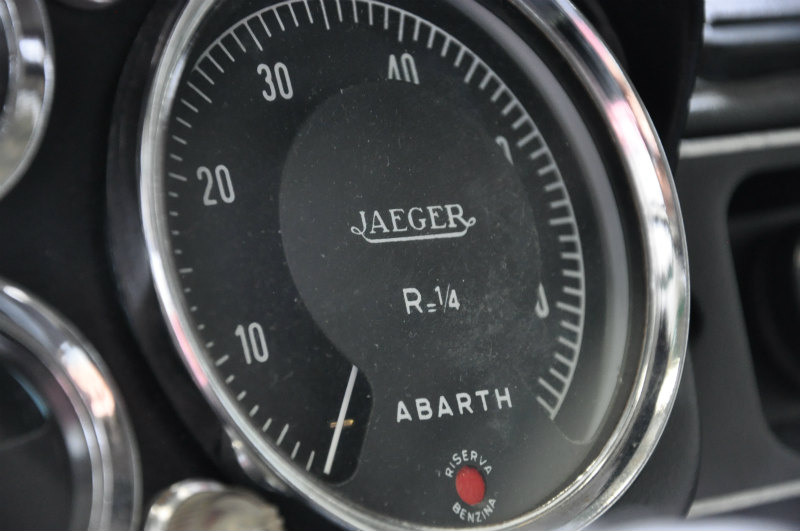 30
40
20
JAEGER
R=1/4
10
ABARTH
RISERVA
BENZINA